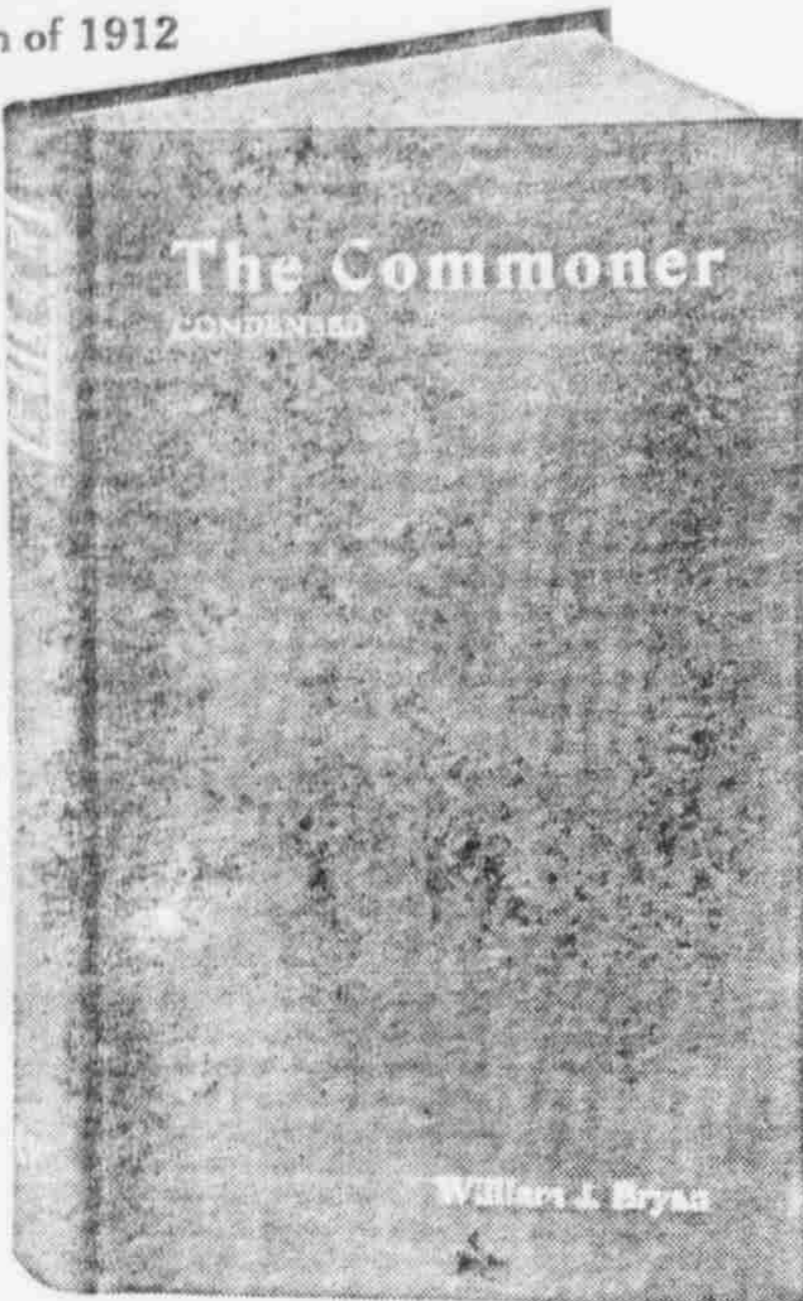 n of 1912
The Commoner
CONDENSED
William J. Bryan